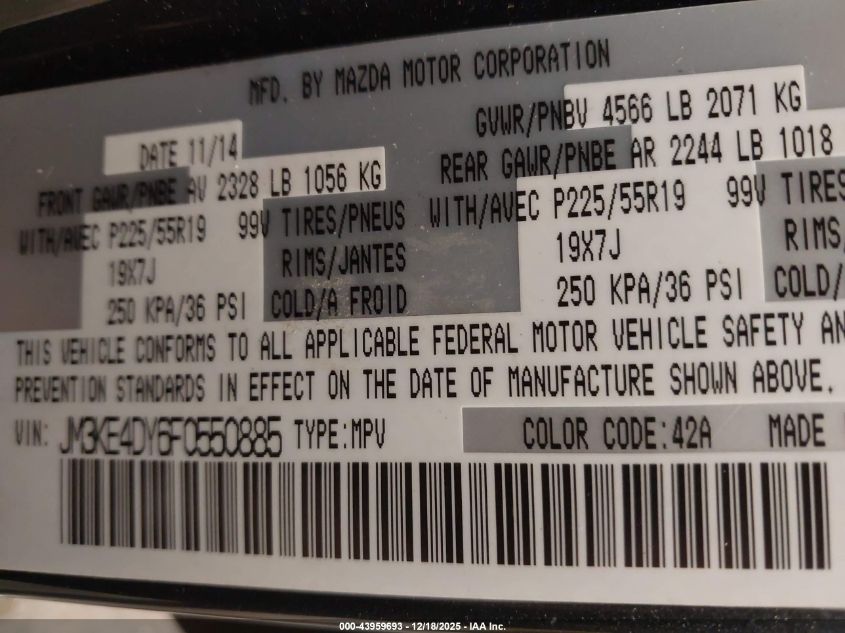 MFD. BY MAZDA MOTOR CORPORATION
DATE 11/14 GVWR/PNBV 4566 LB 2071 KG
FRONT GAWR/PNBE AV 2328 LB 1056 KG REAR GAWR/PNBE AR 2244 LB 1018
WITH/AVEC P225/55R19 99V TIRES/PNEUS WITH/AVEC P225/55R19 99V TIRES/
19X7J RIMS/JANTES 19X7J RIMS/
250 KPA/36 PSI COLD/A FROID 250 KPA/36 PSI COLD/
THIS VEHICLE CONFORMS TO ALL APPLICABLE FEDERAL MOTOR VEHICLE SAFETY AN
PREVENTION STANDARDS IN EFFECT ON THE DATE OF MANUFACTURE SHOWN ABOVE.
VIN: JM3KE4DY6F0550885 TYPE:MPV COLOR CODE:42A MADE
000-43959693 - 12/18/2025 - IAA Inc.